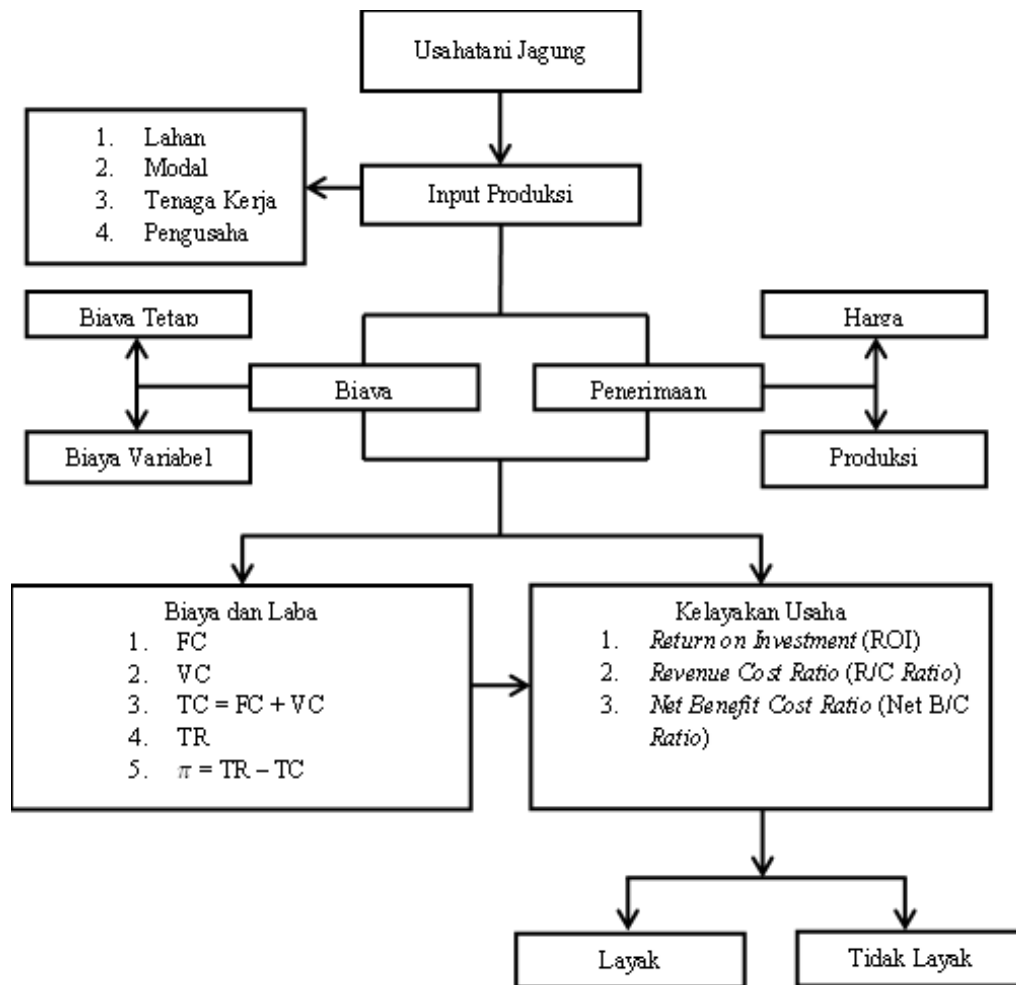 Usahatani Jagung
1. Lahan
2. Modal
3. Tenaga Kerja
4. Pengusaha
Input Produksi
Biaya Tetap
Harga
Biaya
Penerimaan
Biaya Variabel
Produksi
Biaya dan Laba
1. FC
2. VC
3. TC = FC + VC
4. TR
5. π = TR – TC
Kelayakan Usaha
1. Return on Investment (ROI)
2. Revenue Cost Ratio (R/C Ratio)
3. Net Benefit Cost Ratio (Net B/C
Ratio)
Layak
Tidak Layak